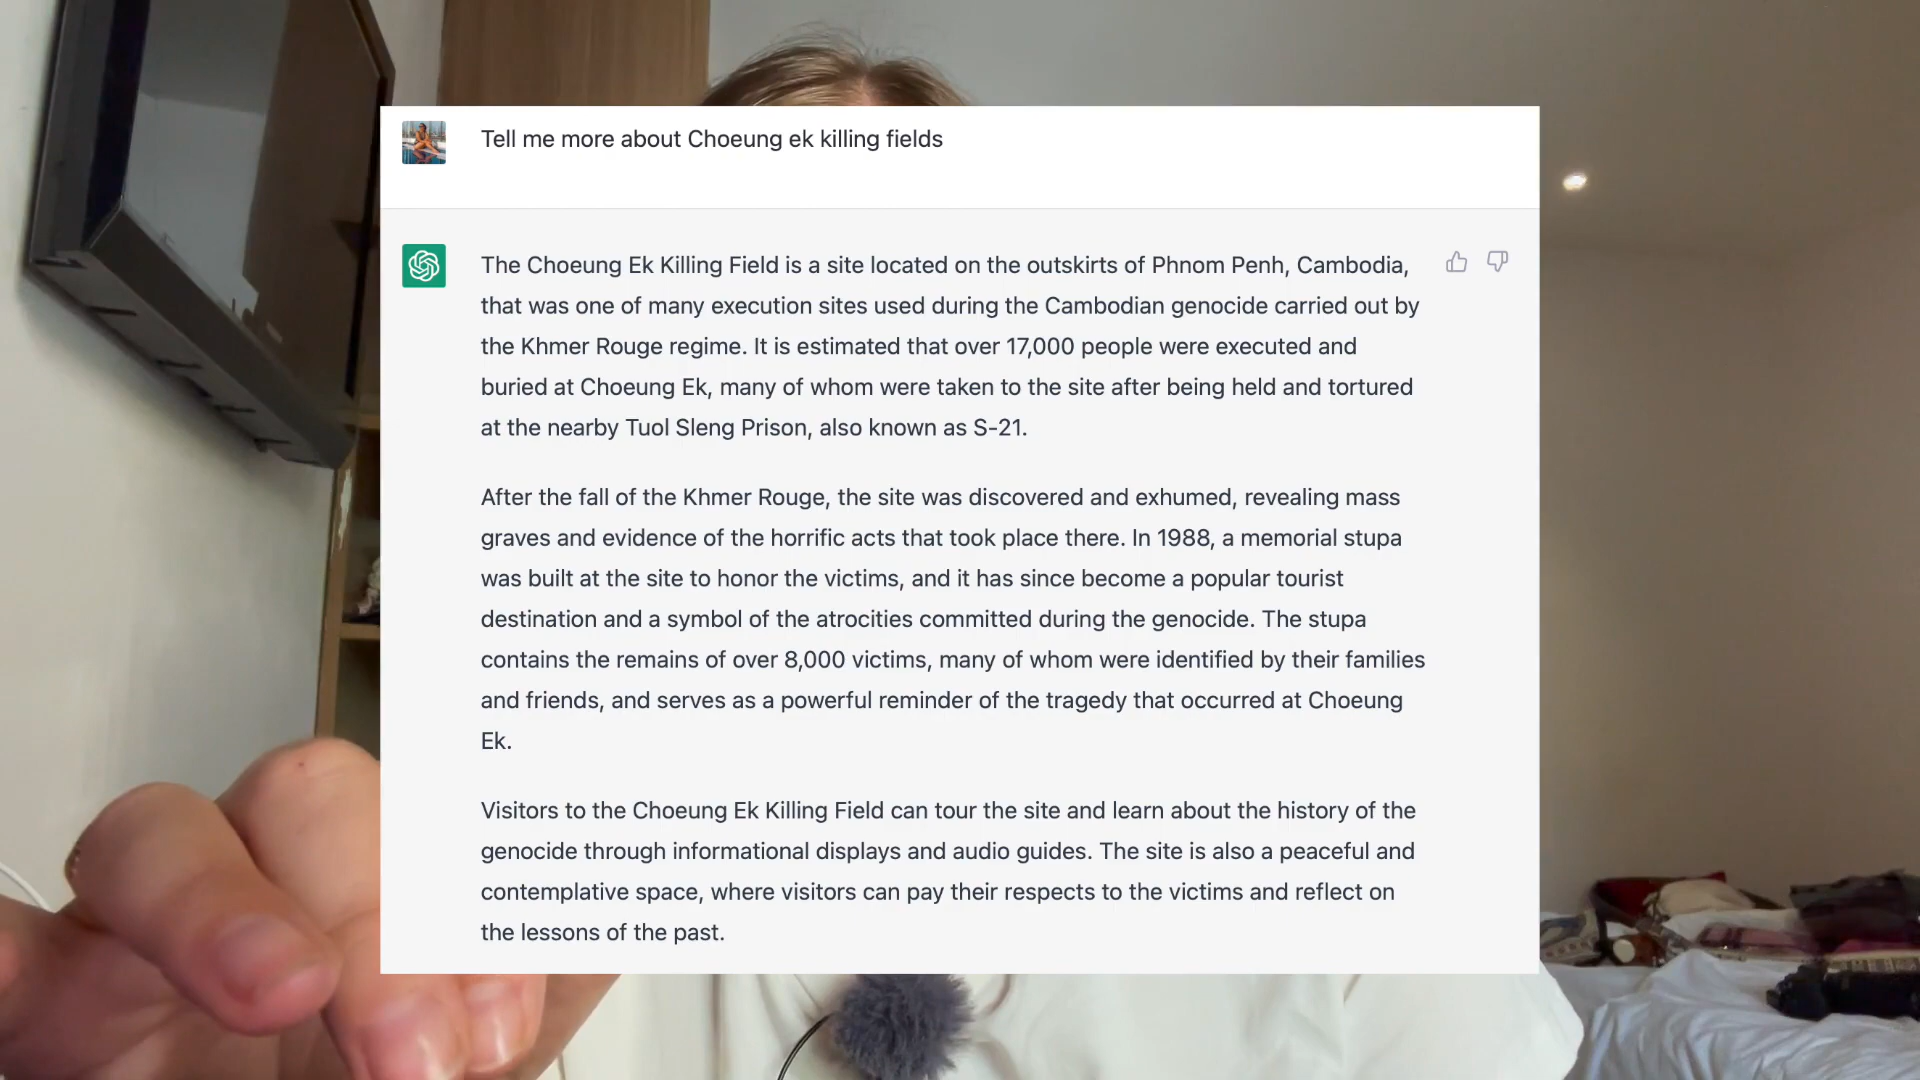 Tell me more about Choeung ek killing fields
The Choeung Ek Killing Field is a site located on the outskirts of Phnom Penh, Cambodia,
that was one of many execution sites used during the Cambodian genocide carried out by
the Khmer Rouge regime. It is estimated that over 17,000 people were executed and
buried at Choeung Ek, many of whom were taken to the site after being held and tortured
at the nearby Tuol Sleng Prison, also known as S-21.
After the fall of the Khmer Rouge, the site was discovered and exhumed, revealing mass
graves and evidence of the horrific acts that took place there. In 1988, a memorial stupa
was built at the site to honor the victims, and it has since become a popular tourist
destination and a symbol of the atrocities committed during the genocide. The stupa
contains the remains of over 8,000 victims, many of whom were identified by their families
and friends, and serves as a powerful reminder of the tragedy that occurred at Choeung
Ek.
Visitors to the Choeung Ek Killing Field can tour the site and learn about the history of the
genocide through informational displays and audio guides. The site is also a peaceful and
contemplative space, where visitors can pay their respects to the victims and reflect on
the lessons of the past.